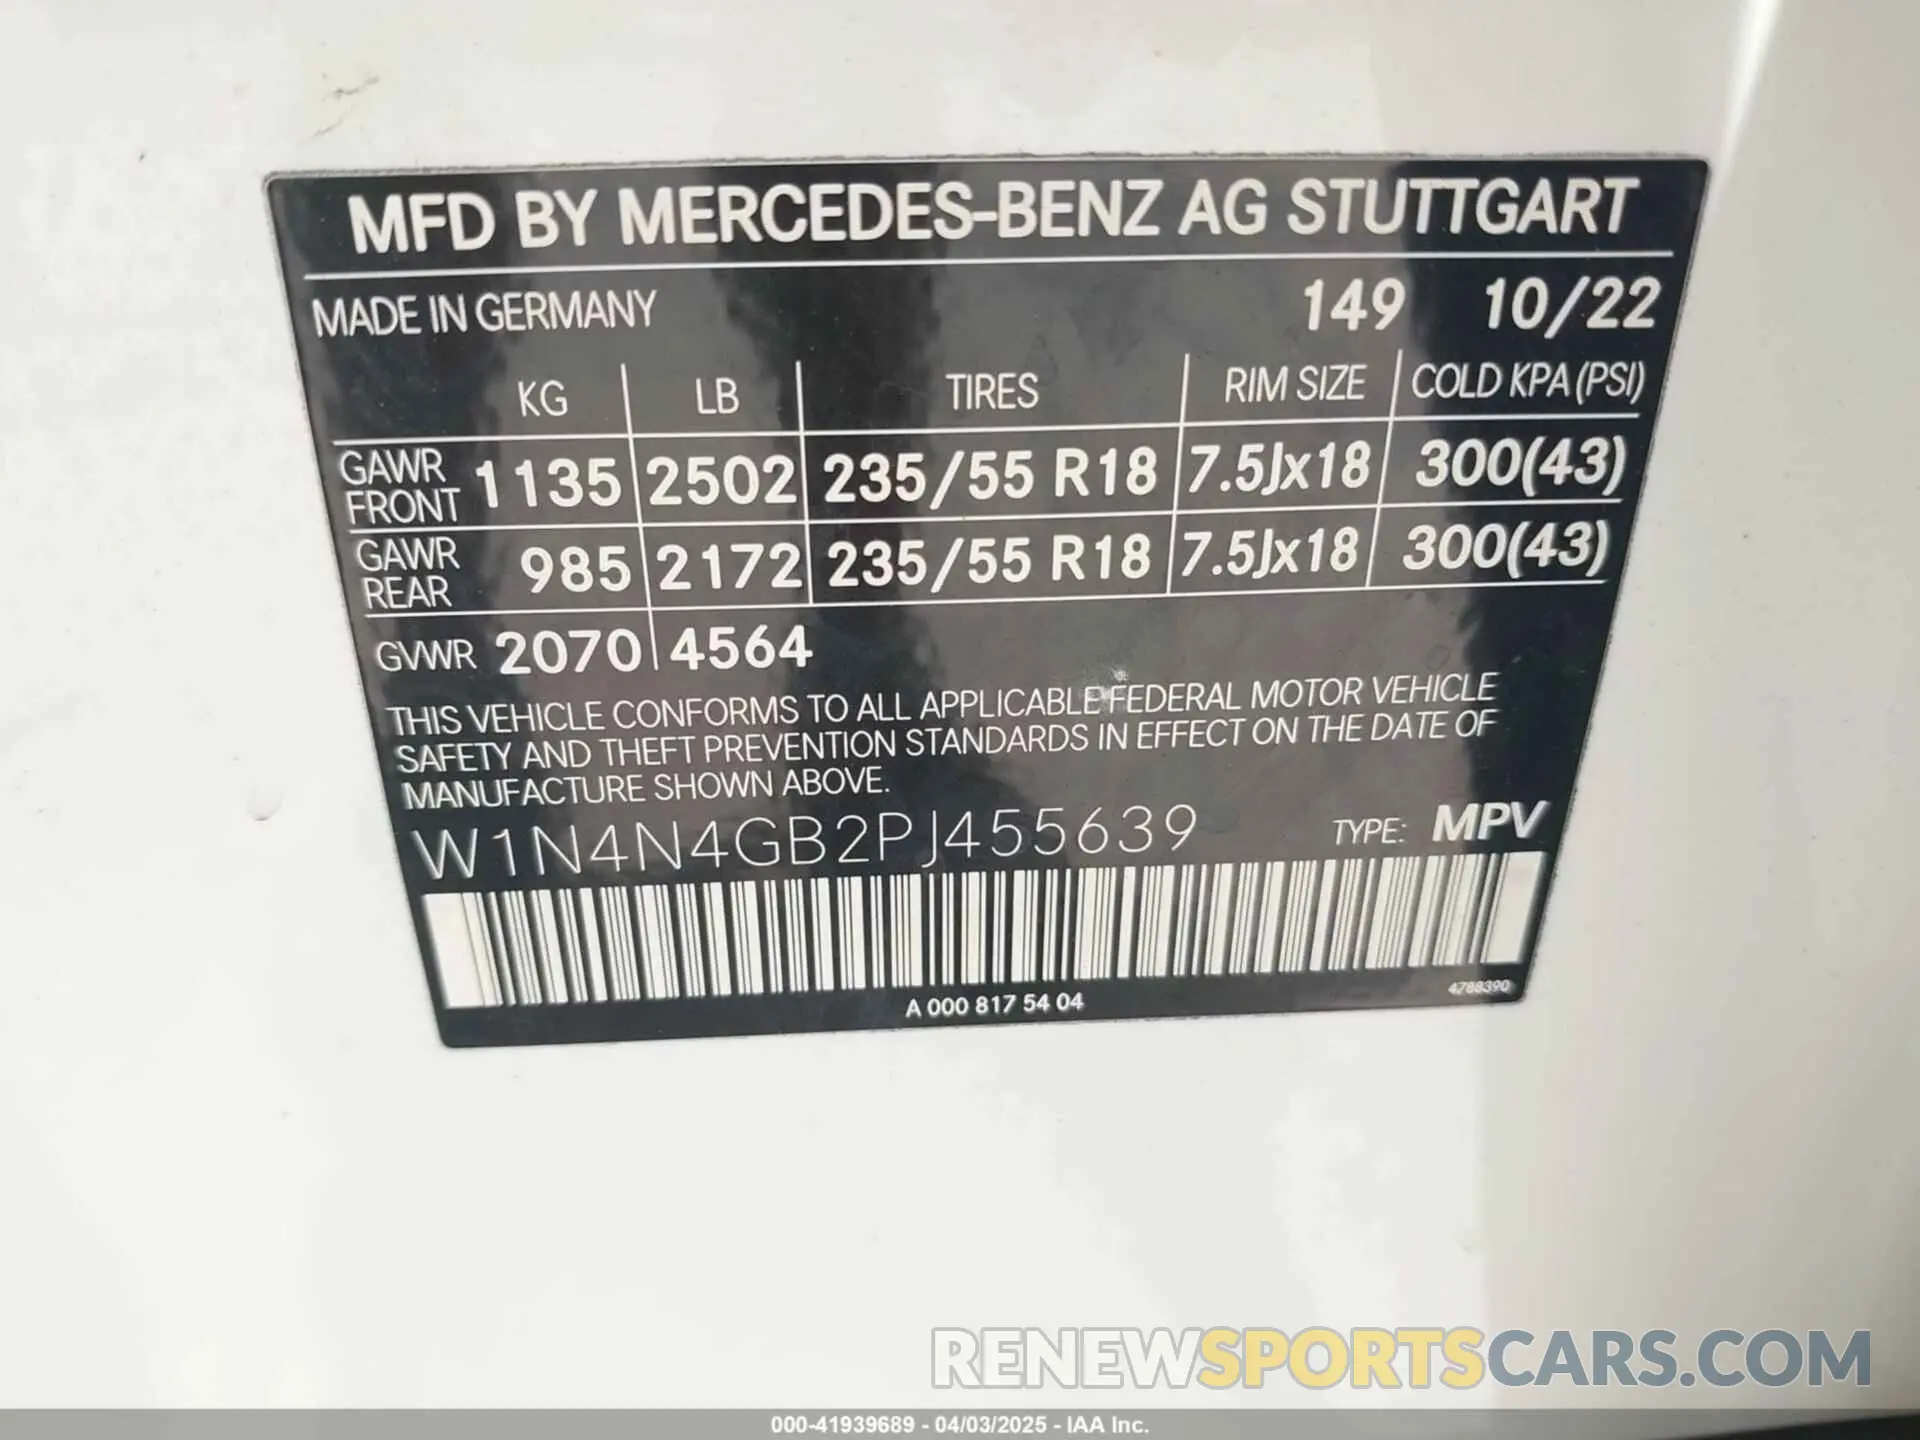 MFD BY MERCEDES-BENZ AG STUTTGART
MADE IN GERMANY 149 10/22
KG LB TIRES RIM SIZE COLD KPA (PSI)
GAWR FRONT 1135 2502 235/55 R18 7.5Jx18 300(43)
GAWR REAR 985 2172 235/55 R18 7.5Jx18 300(43)
GVWR 2070 4564
THIS VEHICLE CONFORMS TO ALL APPLICABLE FEDERAL MOTOR VEHICLE
SAFETY AND THEFT PREVENTION STANDARDS IN EFFECT ON THE DATE OF
MANUFACTURE SHOWN ABOVE.
W1N4N4GB2PJ455639 TYPE: MPV
A 000 817 54 04
4788390
RENEWSPORTSCARS.COM
000-41939689 - 04/03/2025 - IAA Inc.